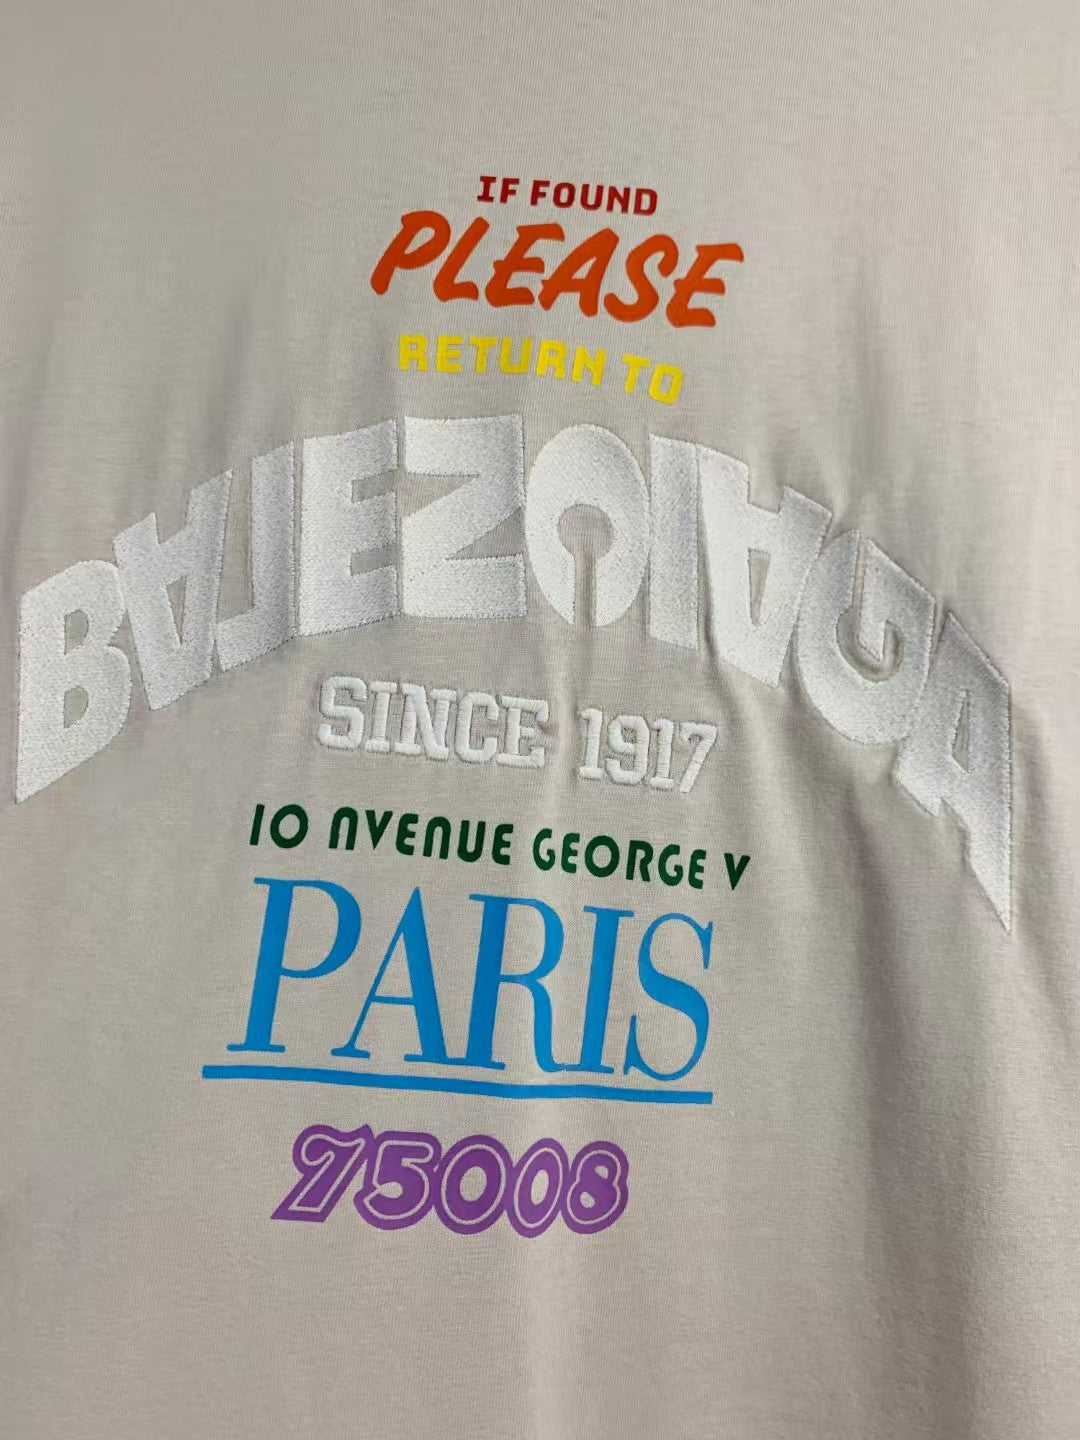 IF FOUND
PLEASE
RETURN TO
BALENCIAGA
SINCE 1917
10 AVENUE GEORGE V
PARIS
75008